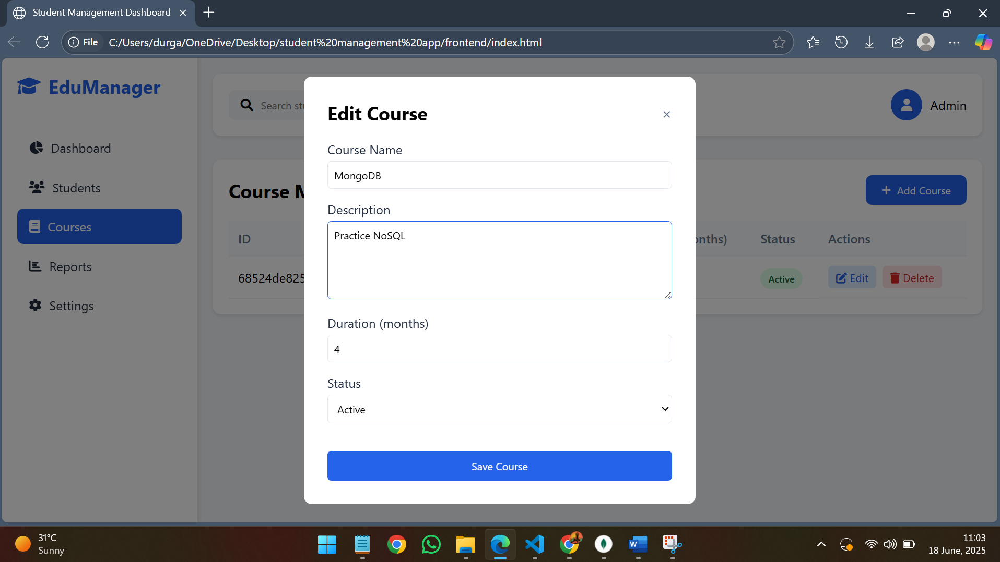 Student Management Dashboard
File
C:/Users/durga/OneDrive/Desktop/student%20management%20app/frontend/index.html
EduManager
Dashboard
Students
Courses
Reports
Settings
Search stu
Admin
Course M
Add Course
ID
onths)
Status
Actions
68524de825
Active
Edit
Delete
Edit Course
×
Course Name
MongoDB
Description
Practice NoSQL
Duration (months)
4
Status
Active
Save Course
31°C
Sunny
W
11:03
18 June, 2025